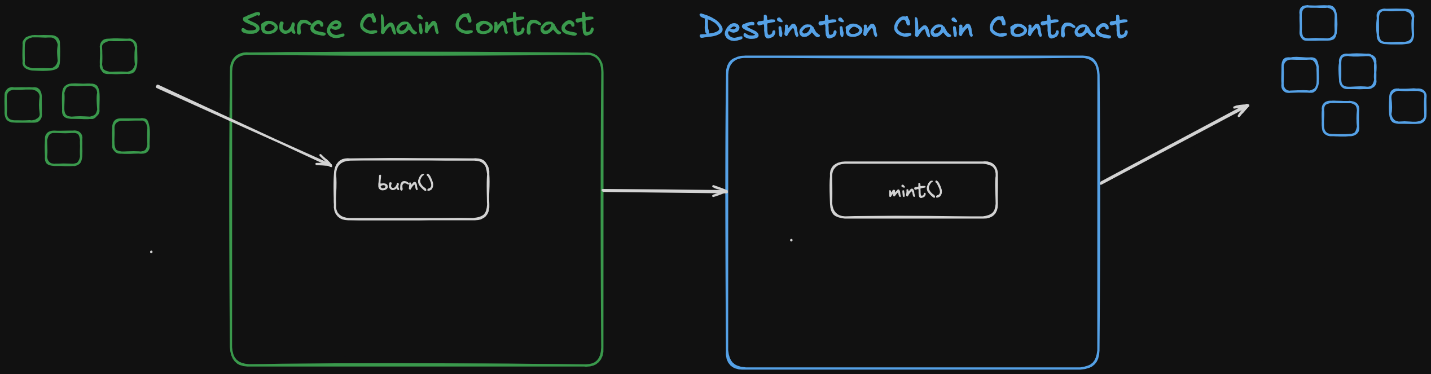 Source Chain Contract
Destination Chain Contract
burn()
mint()